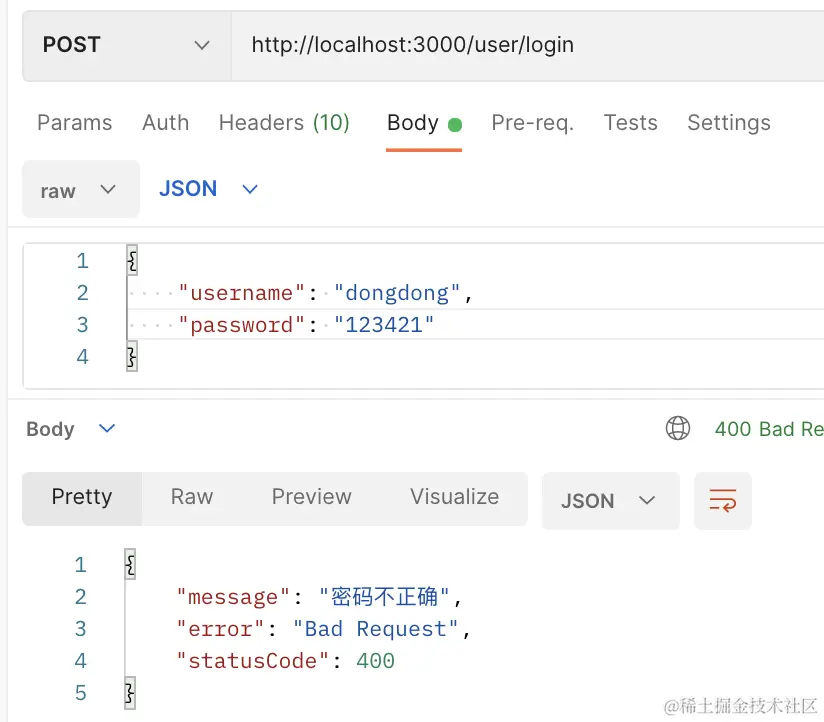 POST http://localhost:3000/user/login
Params Auth Headers (10) Body Pre-req. Tests Settings
raw JSON
1 {
2 "username": "dongdong",
3 "password": "123421"
4 }
Body 400 Bad Re
Pretty Raw Preview Visualize JSON
1 {
2 "message": "密码不正确",
3 "error": "Bad Request",
4 "statusCode": 400
5 }
@稀土掘金技术社区